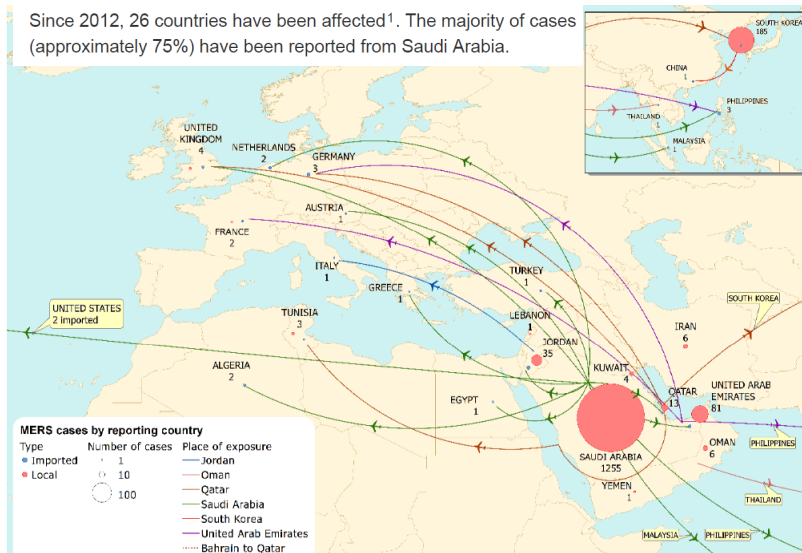 Since 2012, 26 countries have been affected¹. The majority of cases
(approximately 75%) have been reported from Saudi Arabia.
SOUTH KOREA
185
CHINA
1
PHILIPPINES
3
THAILAND
1
MALAYSIA
1
UNITED
KINGDOM
4
NETHERLANDS
2
GERMANY
3
AUSTRIA
1
FRANCE
2
ITALY
1
GREECE
1
TURKEY
1
UNITED STATES
2 imported
TUNISIA
3
LEBANON
1
JORDAN
35
IRAN
6
SOUTH KOREA
ALGERIA
2
KUWAIT
4
QATAR
13
UNITED ARAB
EMIRATES
81
EGYPT
1
OMAN
6
PHILIPPINES
SAUDI ARABIA
1255
YEMEN
1
THAILAND
MALAYSIA
PHILIPPINES
MERS cases by reporting country
Type
Imported
Local
Number of cases
1
10
100
Place of exposure
Jordan
Oman
Qatar
Saudi Arabia
South Korea
United Arab Emirates
Bahrain to Qatar